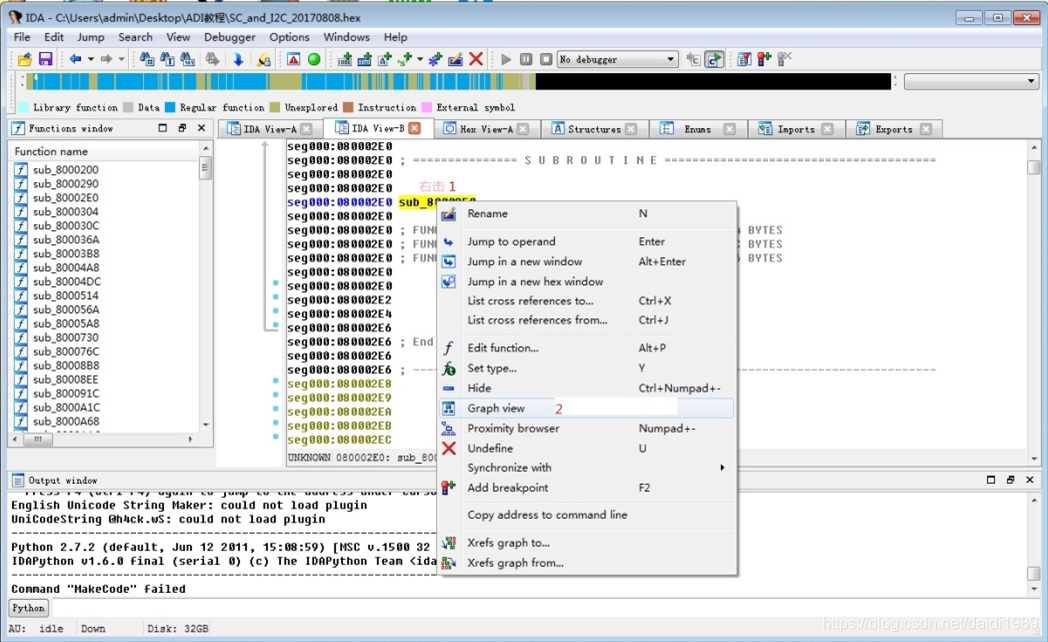 IDA - C:\Users\admin\Desktop\ADI教程\SC_and_I2C_20170808.hex
File Edit Jump Search View Debugger Options Windows Help
No debugger
Library function Data Regular function Unexplored Instruction External symbol
Functions window IDA View-A IDA View-B Hex View-A Structures Enums Imports Exports
Function name
sub_8000200
sub_8000290
sub_80002E0
sub_8000304
sub_800030C
sub_800036A
sub_80003B8
sub_80004A8
sub_80004DC
sub_8000514
sub_800056A
sub_80005A8
sub_8000730
sub_800076C
sub_80008B8
sub_80008EE
sub_800091C
sub_8000A1C
sub_8000A68
seg000:080002E0
seg000:080002E0 ; =============== S U B R O U T I N E =======================================
seg000:080002E0
seg000:080002E0 右击 1
seg000:080002E0 sub_80002E0
seg000:080002E0
seg000:080002E0 ; FUN BYTES
seg000:080002E0 ; FUN BYTES
seg000:080002E0 ; FUN BYTES
seg000:080002E0
seg000:080002E0
seg000:080002E2
seg000:080002E4
seg000:080002E6
seg000:080002E6 ; End
seg000:080002E6
seg000:080002E6 ; ---------------------------------------------------------------------------
seg000:080002E8
seg000:080002E9
seg000:080002EA
seg000:080002EB
seg000:080002EC
UNKNOWN 080002E0: sub_800
Rename N
Jump to operand Enter
Jump in a new window Alt+Enter
Jump in a new hex window
List cross references to... Ctrl+X
List cross references from... Ctrl+J
Edit function... Alt+P
Set type... Y
Hide Ctrl+Numpad+-
Graph view 2
Proximity browser Numpad+-
Undefine U
Synchronize with
Add breakpoint F2
Copy address to command line
Xrefs graph to...
Xrefs graph from...
Output window
English Unicode String Maker: could not load plugin
UniCodeString @h4ck.wS: could not load plugin
Python 2.7.2 (default, Jun 12 2011, 15:08:59) [MSC v.1500 32
IDAPython v1.6.0 final (serial 0) (c) The IDAPython Team <ida
Command "MakeCode" failed
Python
AU: idle Down Disk: 32GB
https://blog.csdn.net/daidi1989